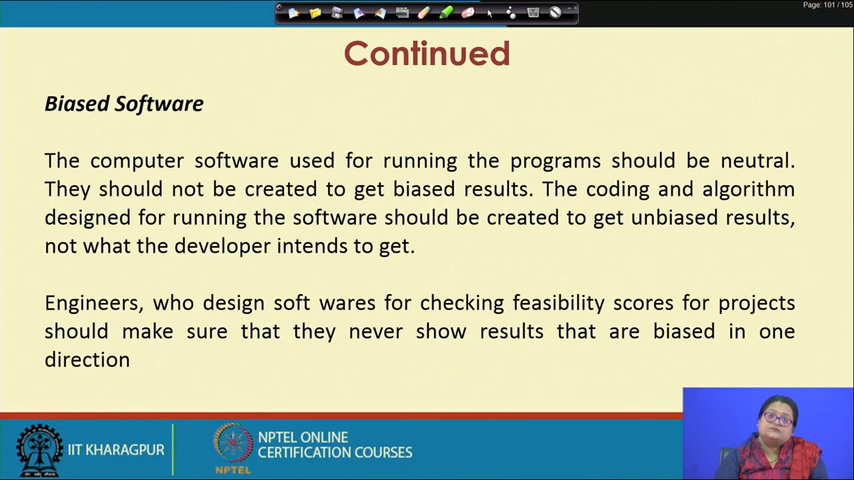 Page: 101 / 105
Continued
Biased Software
The computer software used for running the programs should be neutral.
They should not be created to get biased results. The coding and algorithm
designed for running the software should be created to get unbiased results,
not what the developer intends to get.
Engineers, who design soft wares for checking feasibility scores for projects
should make sure that they never show results that are biased in one
direction
IIT KHARAGPUR
NPTEL
NPTEL ONLINE
CERTIFICATION COURSES